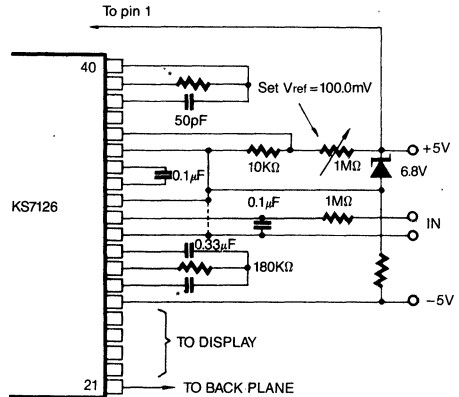 To pin 1
40
50pF
Set Vref = 100.0mV
+5V
10KΩ
1MΩ
6.8V
0.1µF
KS7126
0.1µF
1MΩ
IN
0.33µF
180KΩ
−5V
TO DISPLAY
21
TO BACK PLANE